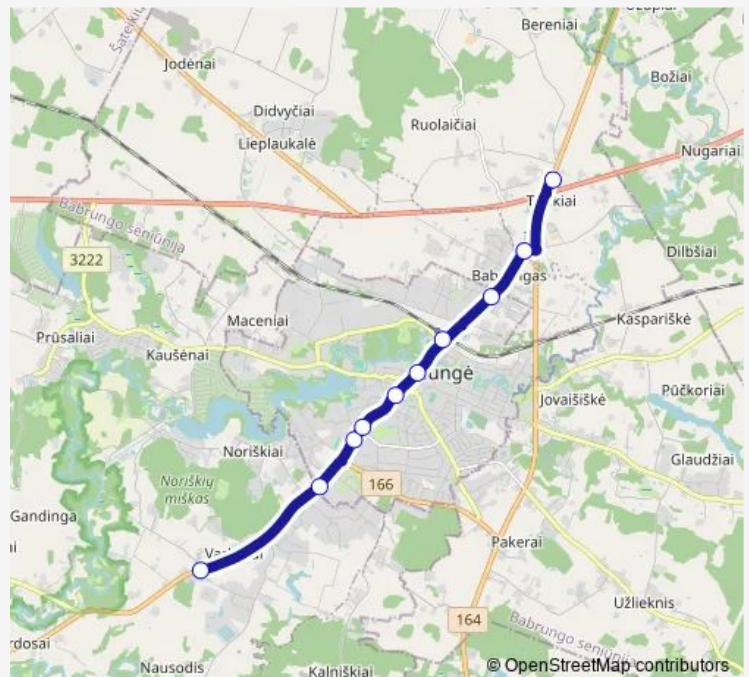 Bereniai
Jodėnai
Božiai
Didvyčiai
Ruolaičiai
Lieplaukalė
Nugariai
Babrungo seniūnija
3222
Dilbšiai
Maceniai
Kaspariškė
Prūsaliai
Kaušėnai
Pūčkoriai
Jovaišiškė
Noriškiai
Glaudžiai
Noriškių
miškas
166
Gandinga
Pakerai
Užlieknis
164
Babrungo seniūnija
Nausodis
Kalniškiai
© OpenStreetMap contributors